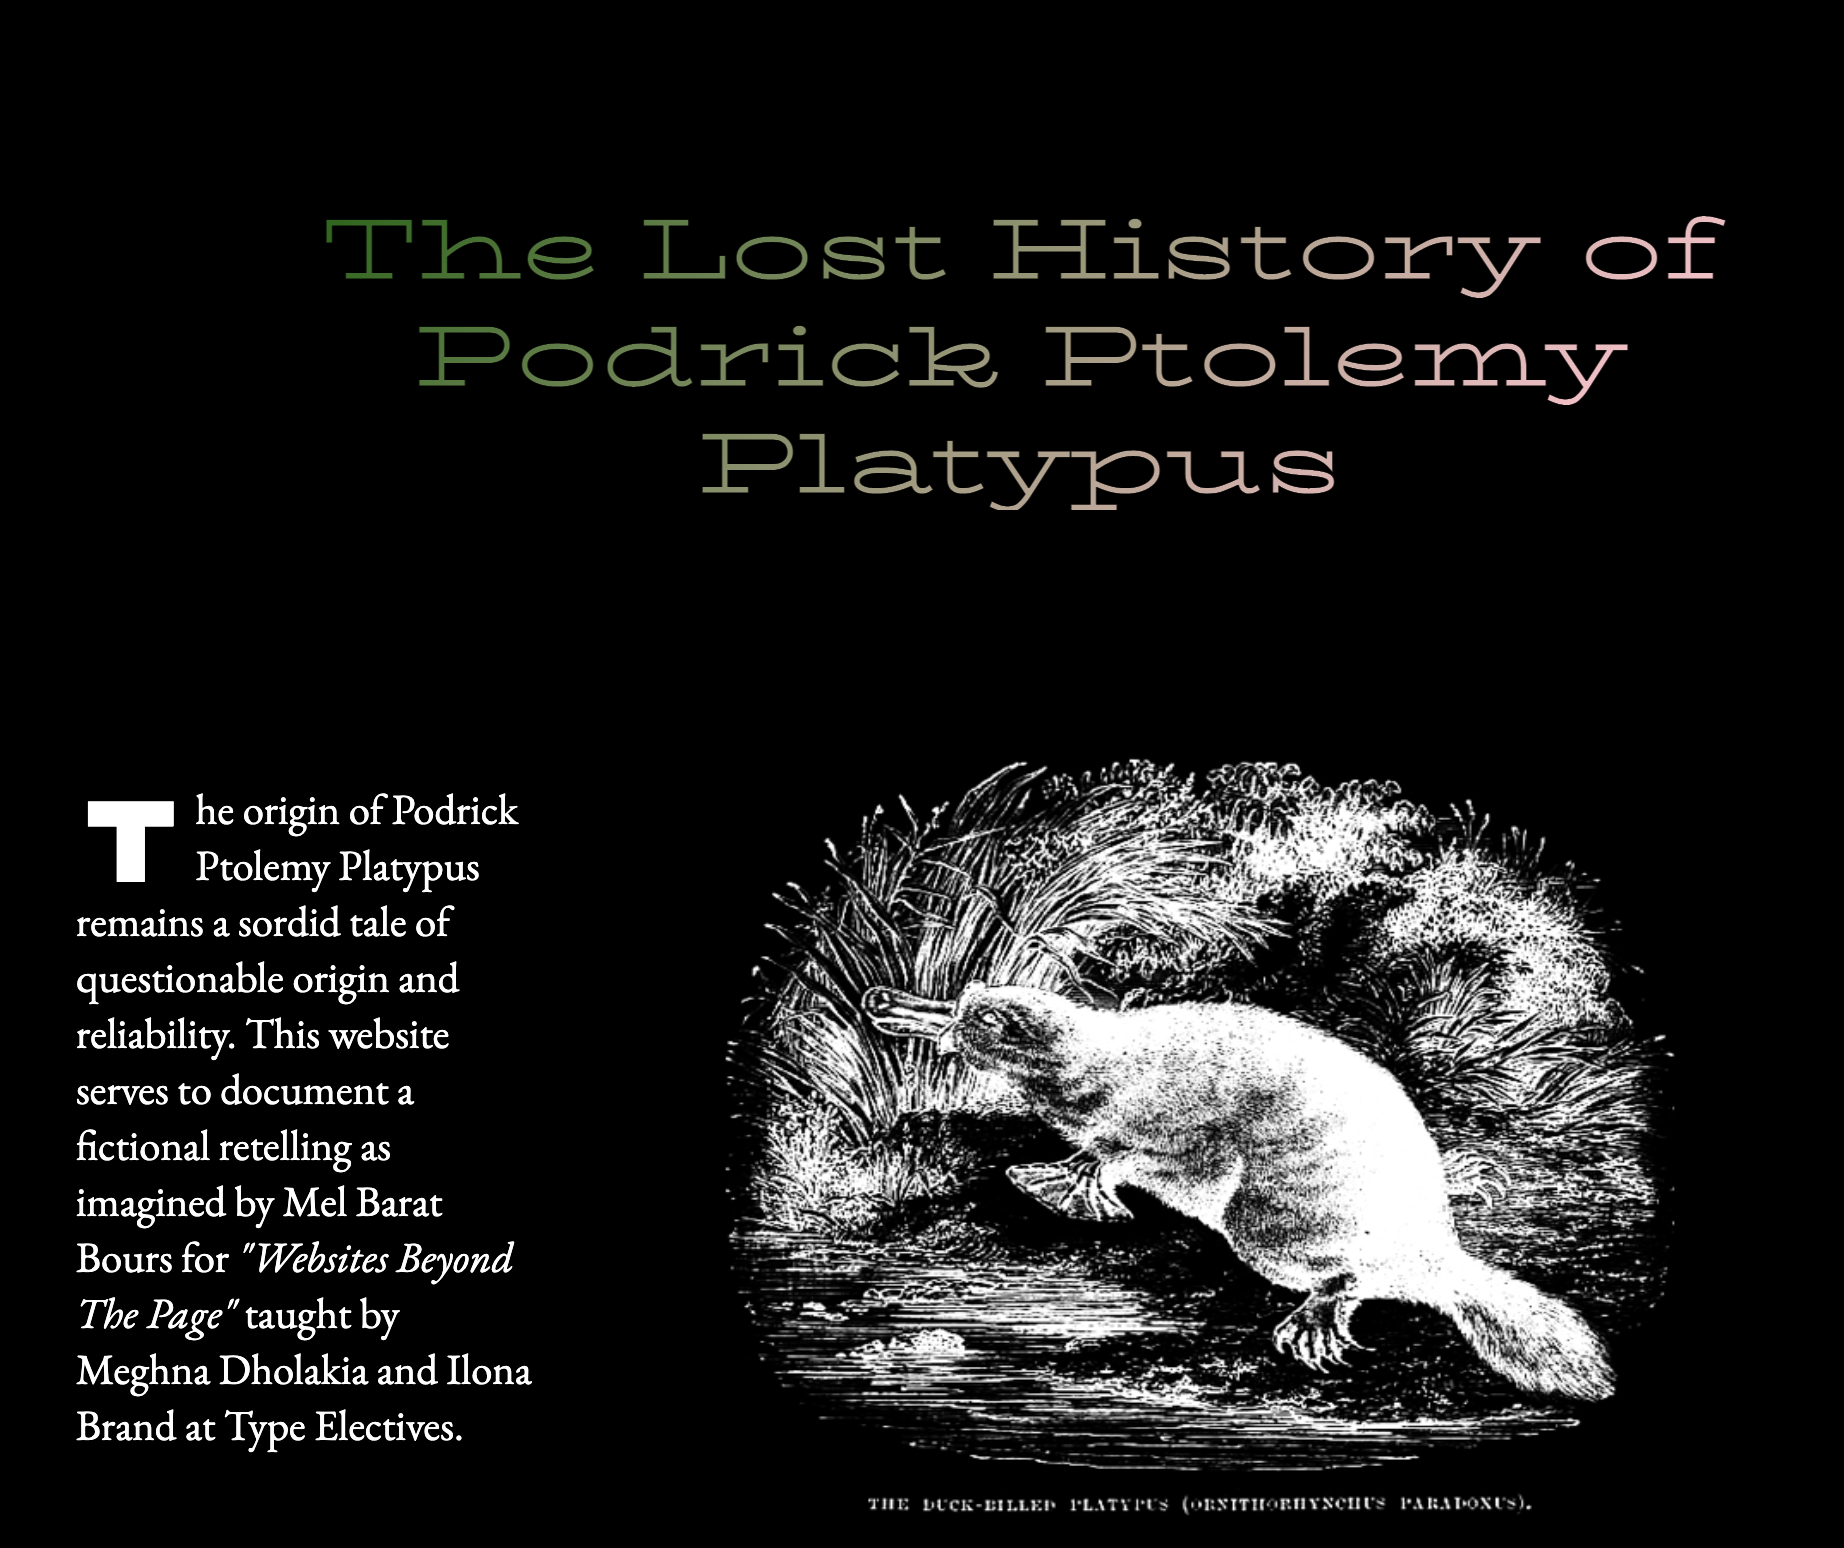 The Lost History of
Podrick Ptolemy
Platypus
The origin of Podrick
Ptolemy Platypus
remains a sordid tale of
questionable origin and
reliability. This website
serves to document a
fictional retelling as
imagined by Mel Barat
Bours for "Websites Beyond
The Page" taught by
Meghna Dholakia and Ilona
Brand at Type Electives.
THE DUCK-BILLED PLATYPUS (ORNITHORHYNCHUS PARADOXUS).